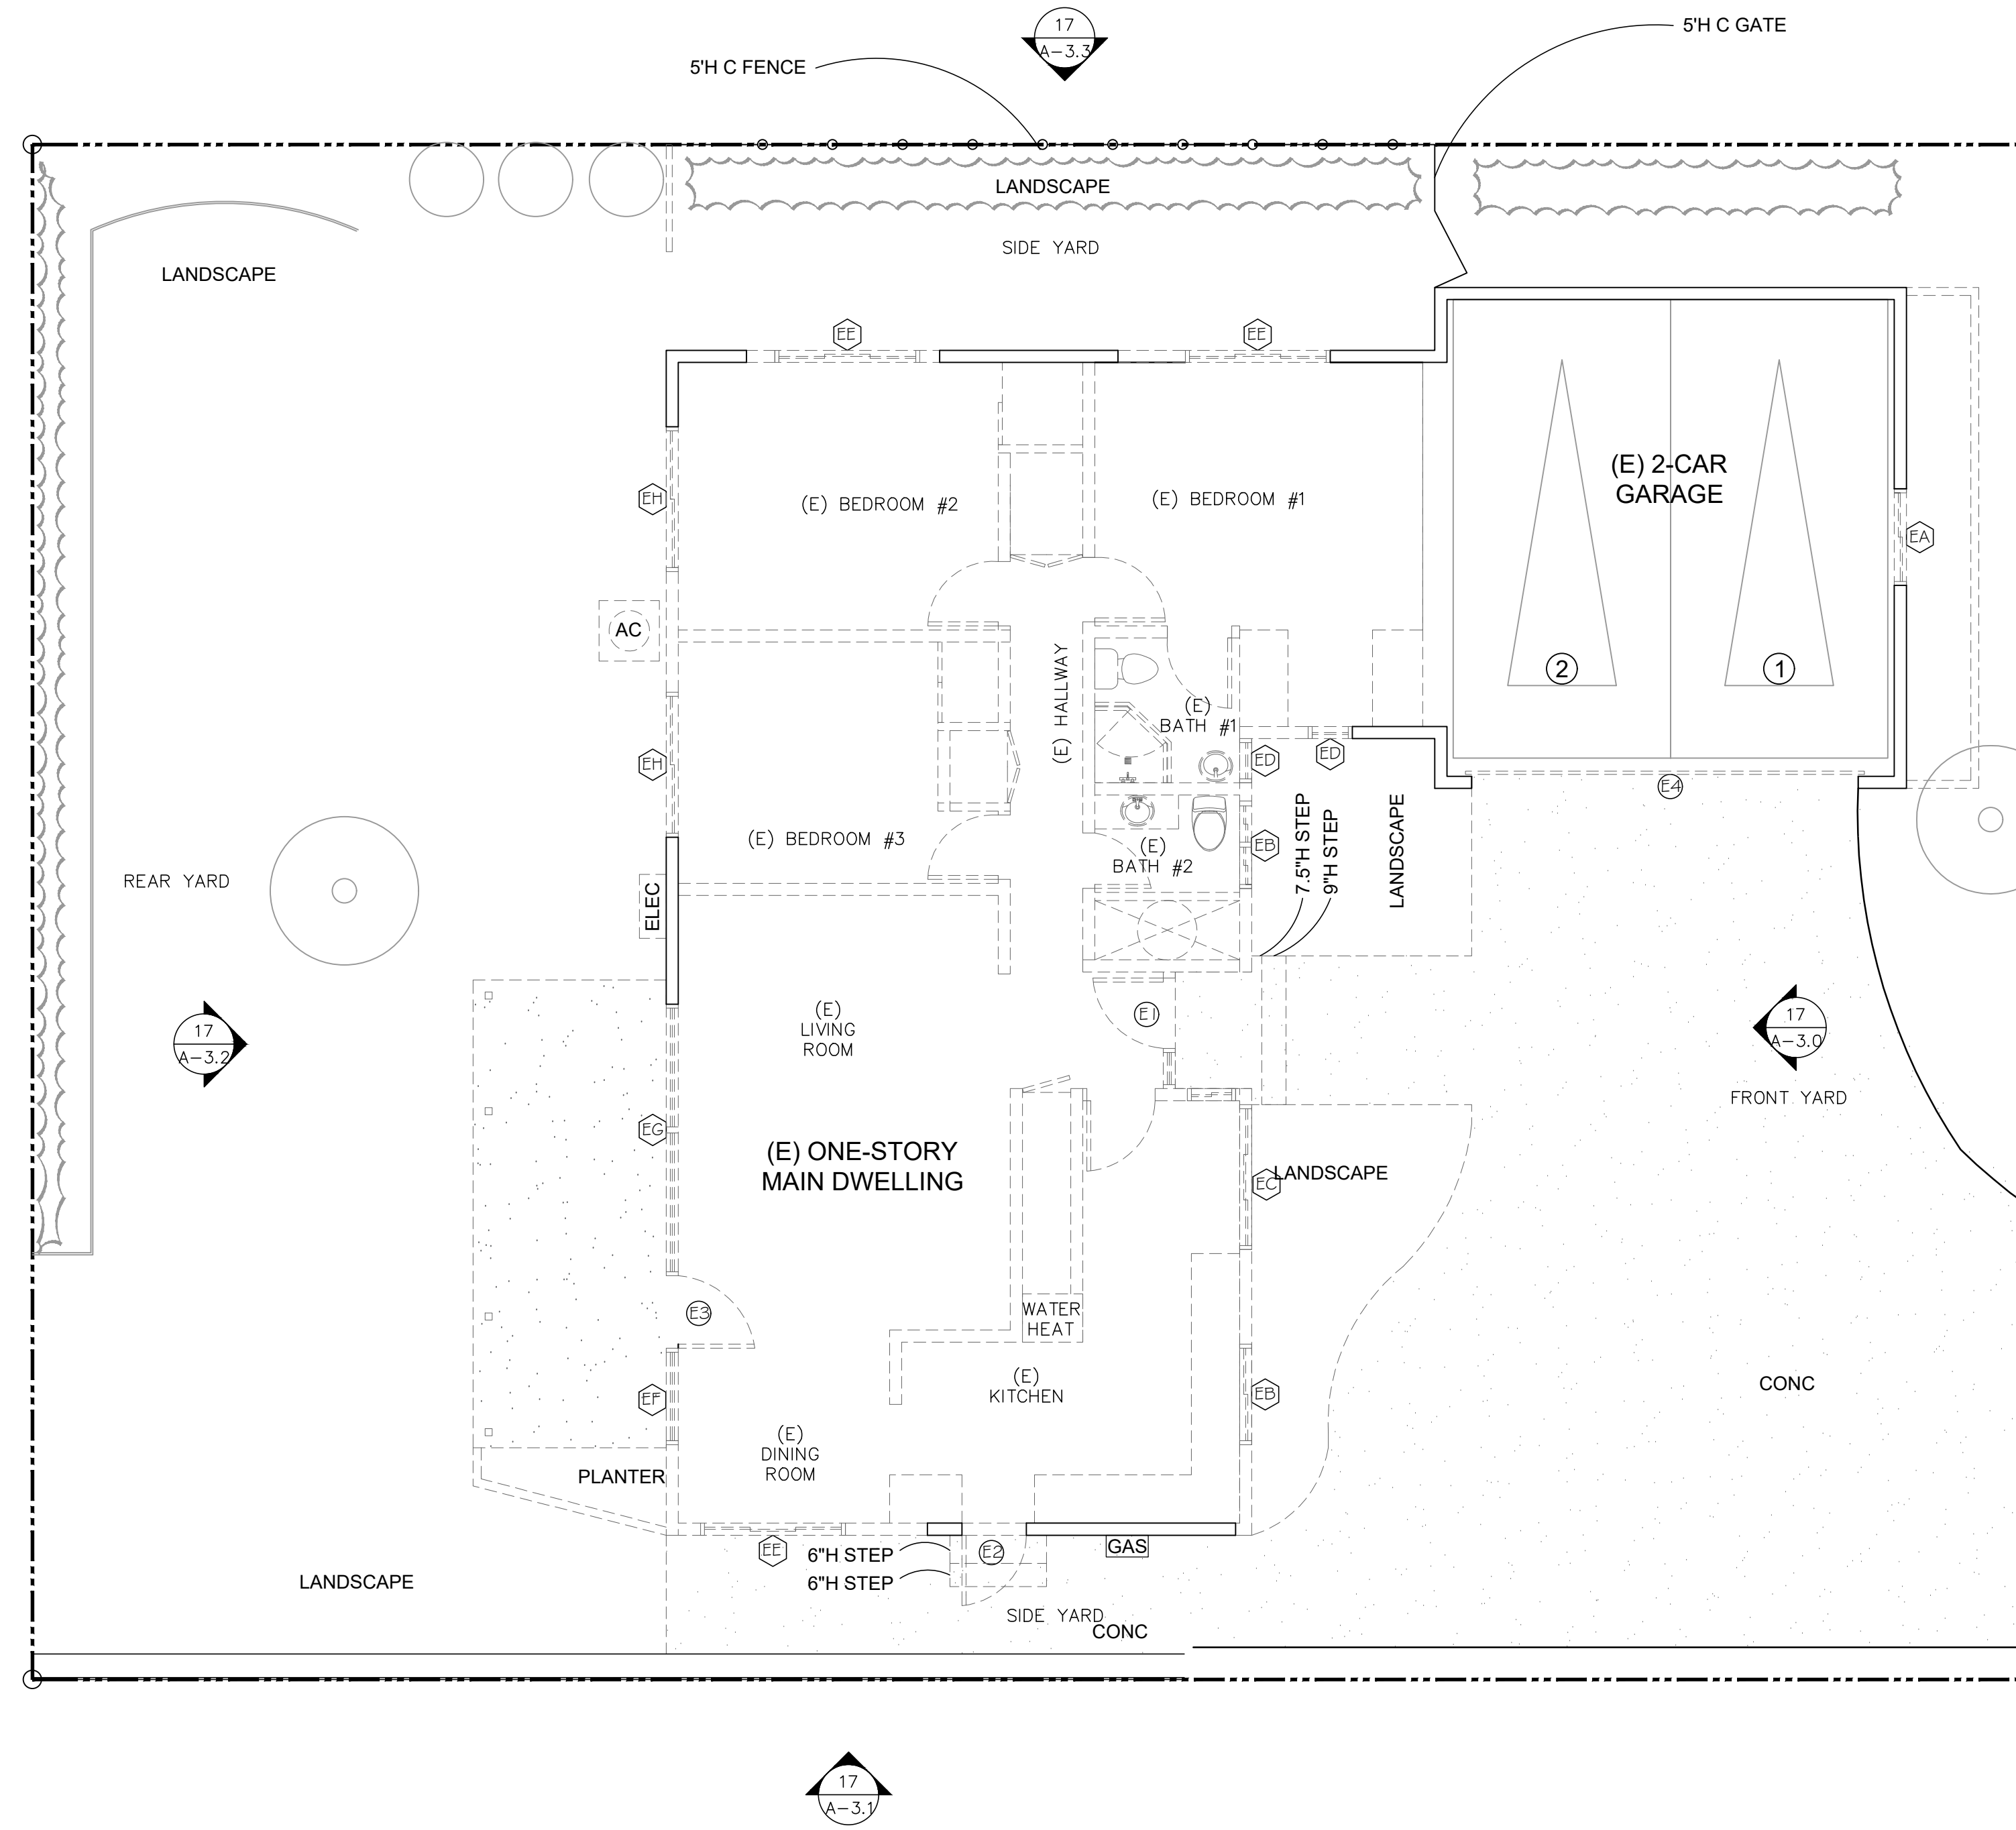 17
A-3.3
5'H C GATE
5'H C FENCE
LANDSCAPE
SIDE YARD
LANDSCAPE
EE
EE
(E) 2-CAR
GARAGE
EH
(E) BEDROOM #2
(E) BEDROOM #1
EA
AC
2
1
(E) HALLWAY
(E)
BATH #1
EH
ED
ED
E4
7.5"H STEP
9"H STEP
LANDSCAPE
(E) BEDROOM #3
(E)
BATH #2
EB
REAR YARD
ELEC
(E)
LIVING
ROOM
E1
17
A-3.2
17
A-3.0
FRONT YARD
EG
(E) ONE-STORY
MAIN DWELLING
EC
LANDSCAPE
E3
WATER
HEAT
(E)
KITCHEN
CONC
EF
EB
(E)
DINING
ROOM
PLANTER
EE
6"H STEP
6"H STEP
E2
GAS
LANDSCAPE
SIDE YARD
CONC
17
A-3.1